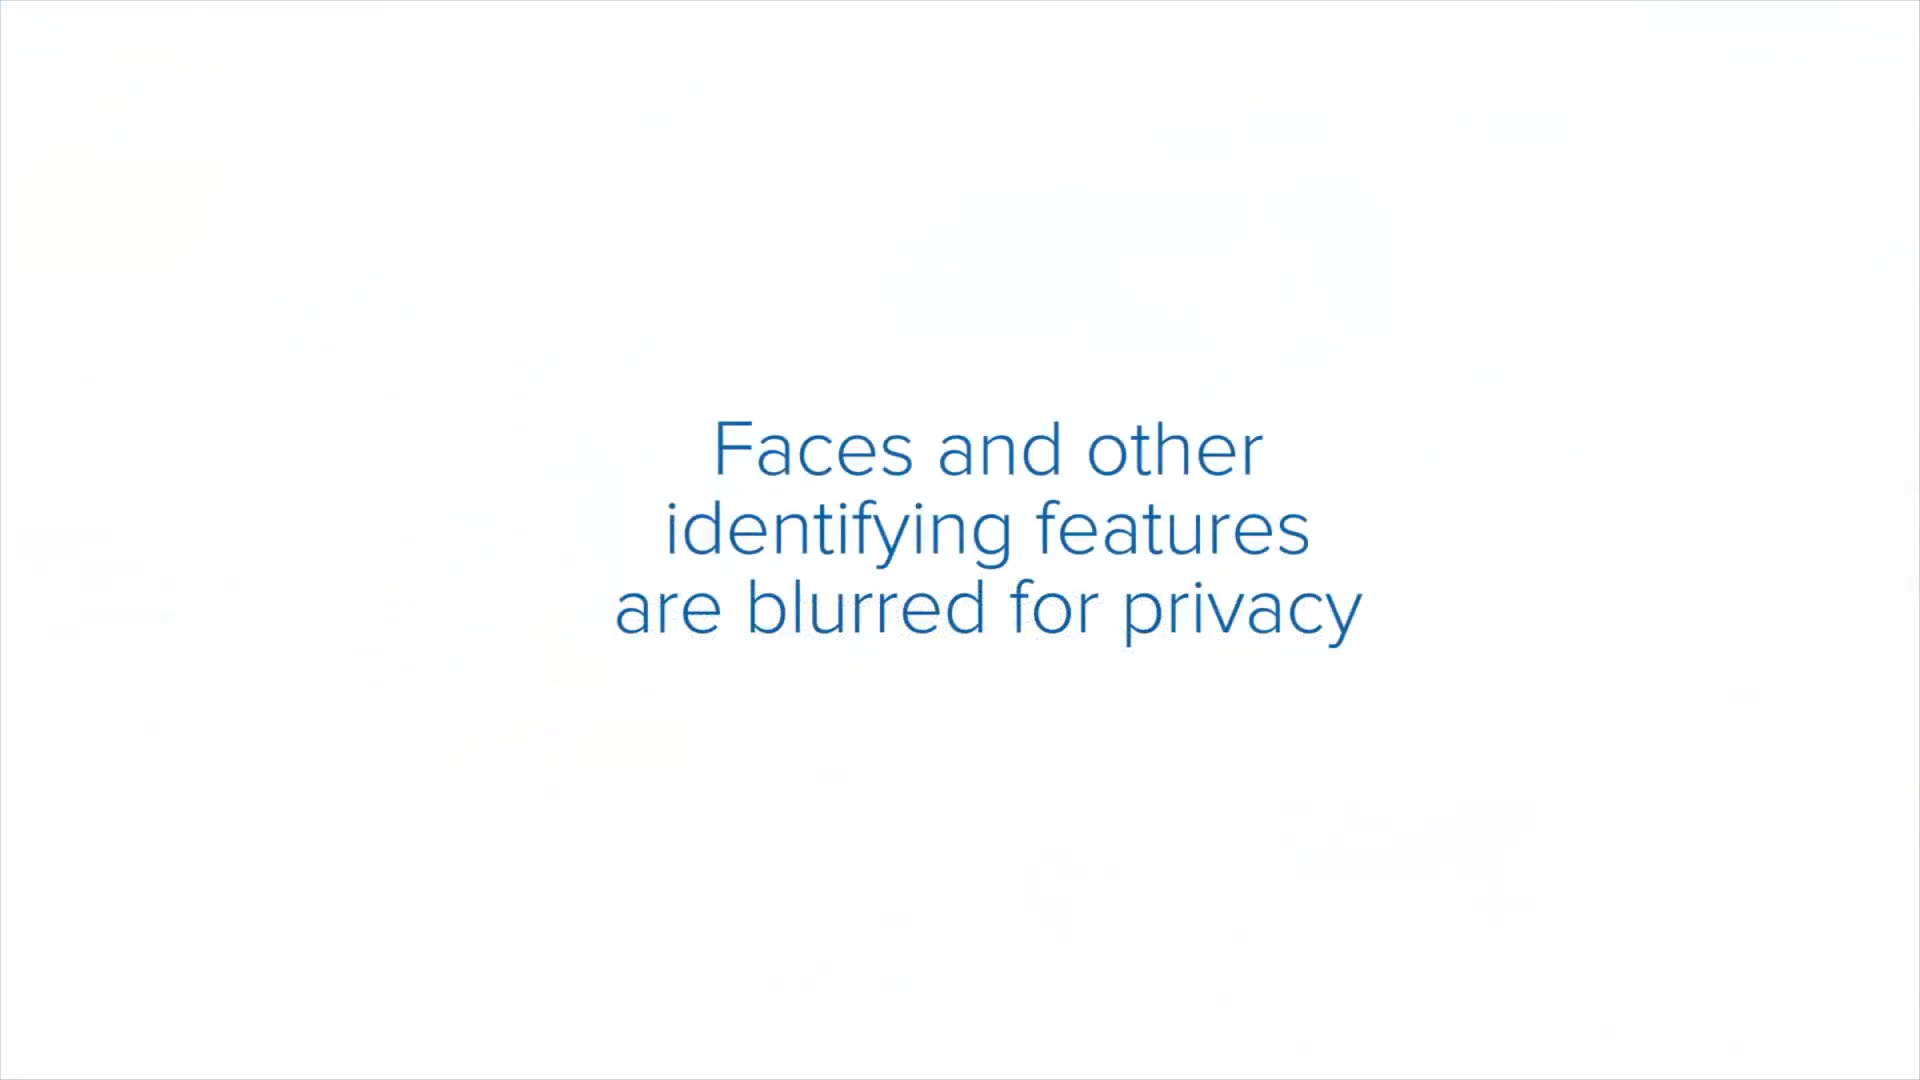 Faces and other
identifying features
are blurred for privacy